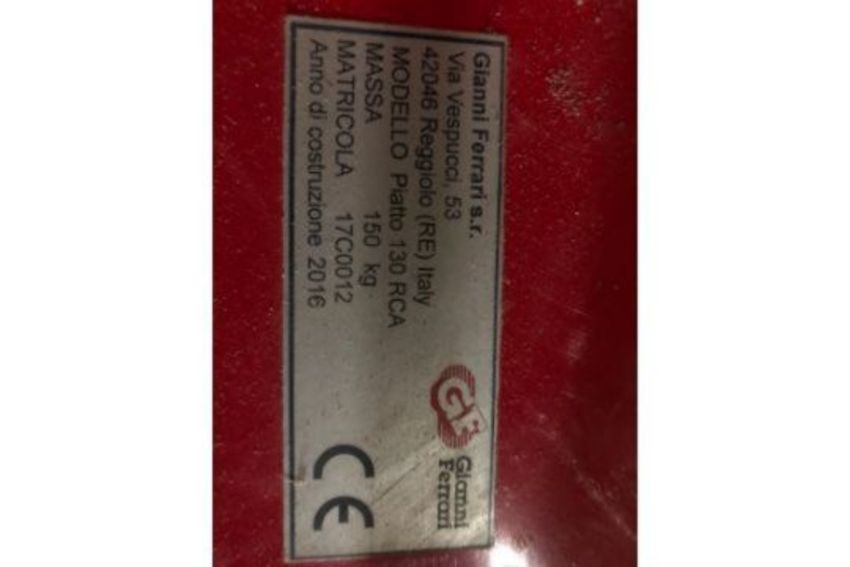 Gianni Ferrari s.r.
Via Vespucci, 53
42046 Reggiolo (RE) Italy
MODELLO Piatto 130 RCA
MASSA 150 kg
MATRICOLA 17C0012
Anno di costruzione 2016
GF
Gianni
Ferrari
CE